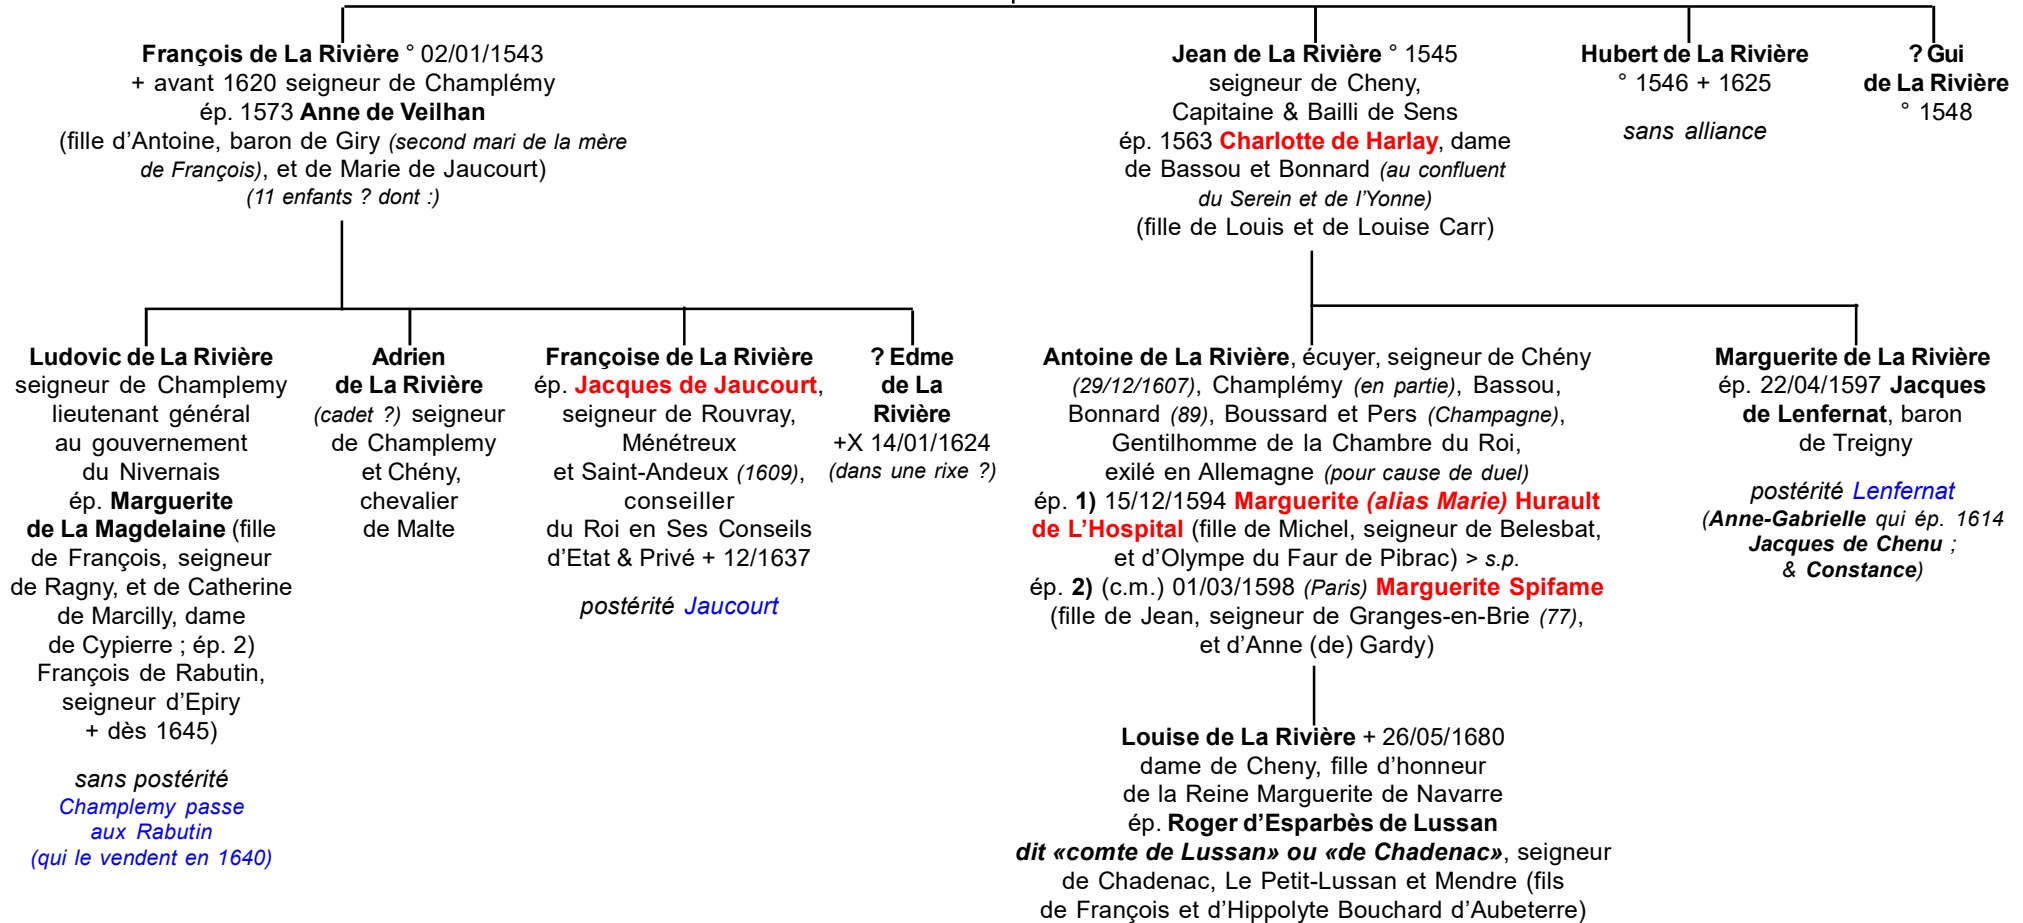 François de La Rivière ° 02/01/1543
+ avant 1620 seigneur de Champlémy
ép. 1573 Anne de Veilhan
(fille d’Antoine, baron de Giry (second mari de la mère
de François), et de Marie de Jaucourt)
(11 enfants ? dont :)
Jean de La Rivière ° 1545
seigneur de Cheny,
Capitaine & Bailli de Sens
ép. 1563 Charlotte de Harlay, dame
de Bassou et Bonnard (au confluent
du Serein et de l’Yonne)
(fille de Louis et de Louise Carr)
Hubert de La Rivière
° 1546 + 1625
sans alliance
? Gui
de La Rivière
° 1548
Ludovic de La Rivière
seigneur de Champlemy
lieutenant général
au gouvernement
du Nivernais
ép. Marguerite
de La Magdelaine (fille
de François, seigneur
de Ragny, et de Catherine
de Marcilly, dame
de Cypierre ; ép. 2)
François de Rabutin,
seigneur d’Epiry
+ dès 1645)
sans postérité
Champlemy passe
aux Rabutin
(qui le vendent en 1640)
Adrien
de La Rivière
(cadet ?) seigneur
de Champlemy
et Chény,
chevalier
de Malte
Françoise de La Rivière
ép. Jacques de Jaucourt,
seigneur de Rouvray,
Ménétreux
et Saint-Andeux (1609),
conseiller
du Roi en Ses Conseils
d’Etat & Privé + 12/1637
postérité Jaucourt
? Edme
de La
Rivière
+X 14/01/1624
(dans une rixe ?)
Antoine de La Rivière, écuyer, seigneur de Chény
(29/12/1607), Champlémy (en partie), Bassou,
Bonnard (89), Boussard et Pers (Champagne),
Gentilhomme de la Chambre du Roi,
exilé en Allemagne (pour cause de duel)
ép. 1) 15/12/1594 Marguerite (alias Marie) Hurault
de L’Hospital (fille de Michel, seigneur de Belesbat,
et d’Olympe du Faur de Pibrac) > s.p.
ép. 2) (c.m.) 01/03/1598 (Paris) Marguerite Spifame
(fille de Jean, seigneur de Granges-en-Brie (77),
et d’Anne (de) Gardy)
Marguerite de La Rivière
ép. 22/04/1597 Jacques
de Lenfernat, baron
de Treigny
postérité Lenfernat
(Anne-Gabrielle qui ép. 1614
Jacques de Chenu ;
& Constance)
Louise de La Rivière + 26/05/1680
dame de Cheny, fille d’honneur
de la Reine Marguerite de Navarre
ép. Roger d’Esparbès de Lussan
dit «comte de Lussan» ou «de Chadenac», seigneur
de Chadenac, Le Petit-Lussan et Mendre (fils
de François et d’Hippolyte Bouchard d’Aubeterre)